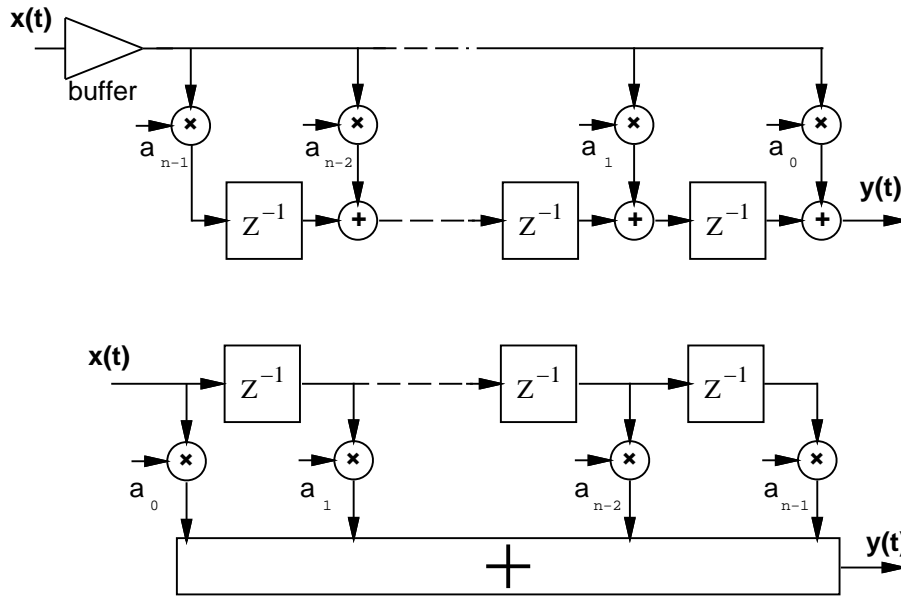 x(t)
buffer
a n-1
a n-2
a 1
a 0
y(t)
Z⁻¹
Z⁻¹
Z⁻¹
x(t)
Z⁻¹
Z⁻¹
Z⁻¹
a 0
a 1
a n-2
a n-1
y(t)